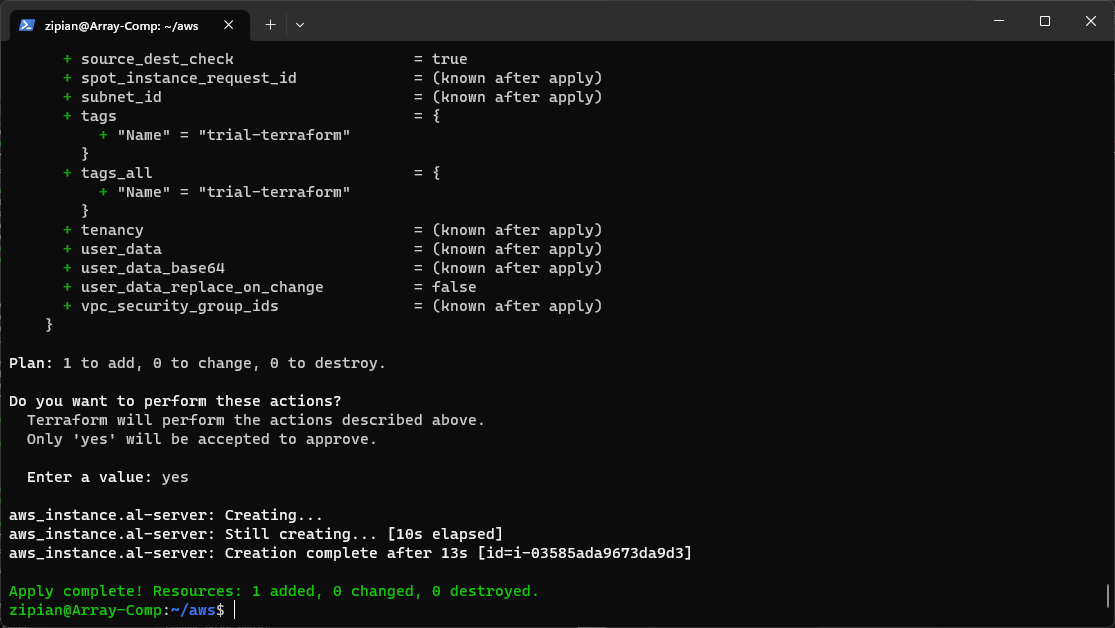 zipian@Array-Comp: ~/aws
+ source_dest_check = true
+ spot_instance_request_id = (known after apply)
+ subnet_id = (known after apply)
+ tags = {
+ "Name" = "trial-terraform"
}
+ tags_all = {
+ "Name" = "trial-terraform"
}
+ tenancy = (known after apply)
+ user_data = (known after apply)
+ user_data_base64 = (known after apply)
+ user_data_replace_on_change = false
+ vpc_security_group_ids = (known after apply)
}
Plan: 1 to add, 0 to change, 0 to destroy.
Do you want to perform these actions?
Terraform will perform the actions described above.
Only 'yes' will be accepted to approve.
Enter a value: yes
aws_instance.al-server: Creating...
aws_instance.al-server: Still creating... [10s elapsed]
aws_instance.al-server: Creation complete after 13s [id=i-03585ada9673da9d3]
Apply complete! Resources: 1 added, 0 changed, 0 destroyed.
zipian@Array-Comp:~/aws$